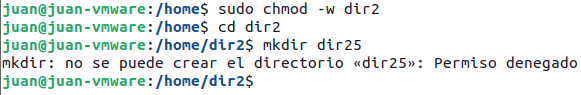 juan@juan-vmware:/home$ sudo chmod -w dir2
juan@juan-vmware:/home$ cd dir2
juan@juan-vmware:/home/dir2$ mkdir dir25
mkdir: no se puede crear el directorio «dir25»: Permiso denegado
juan@juan-vmware:/home/dir2$